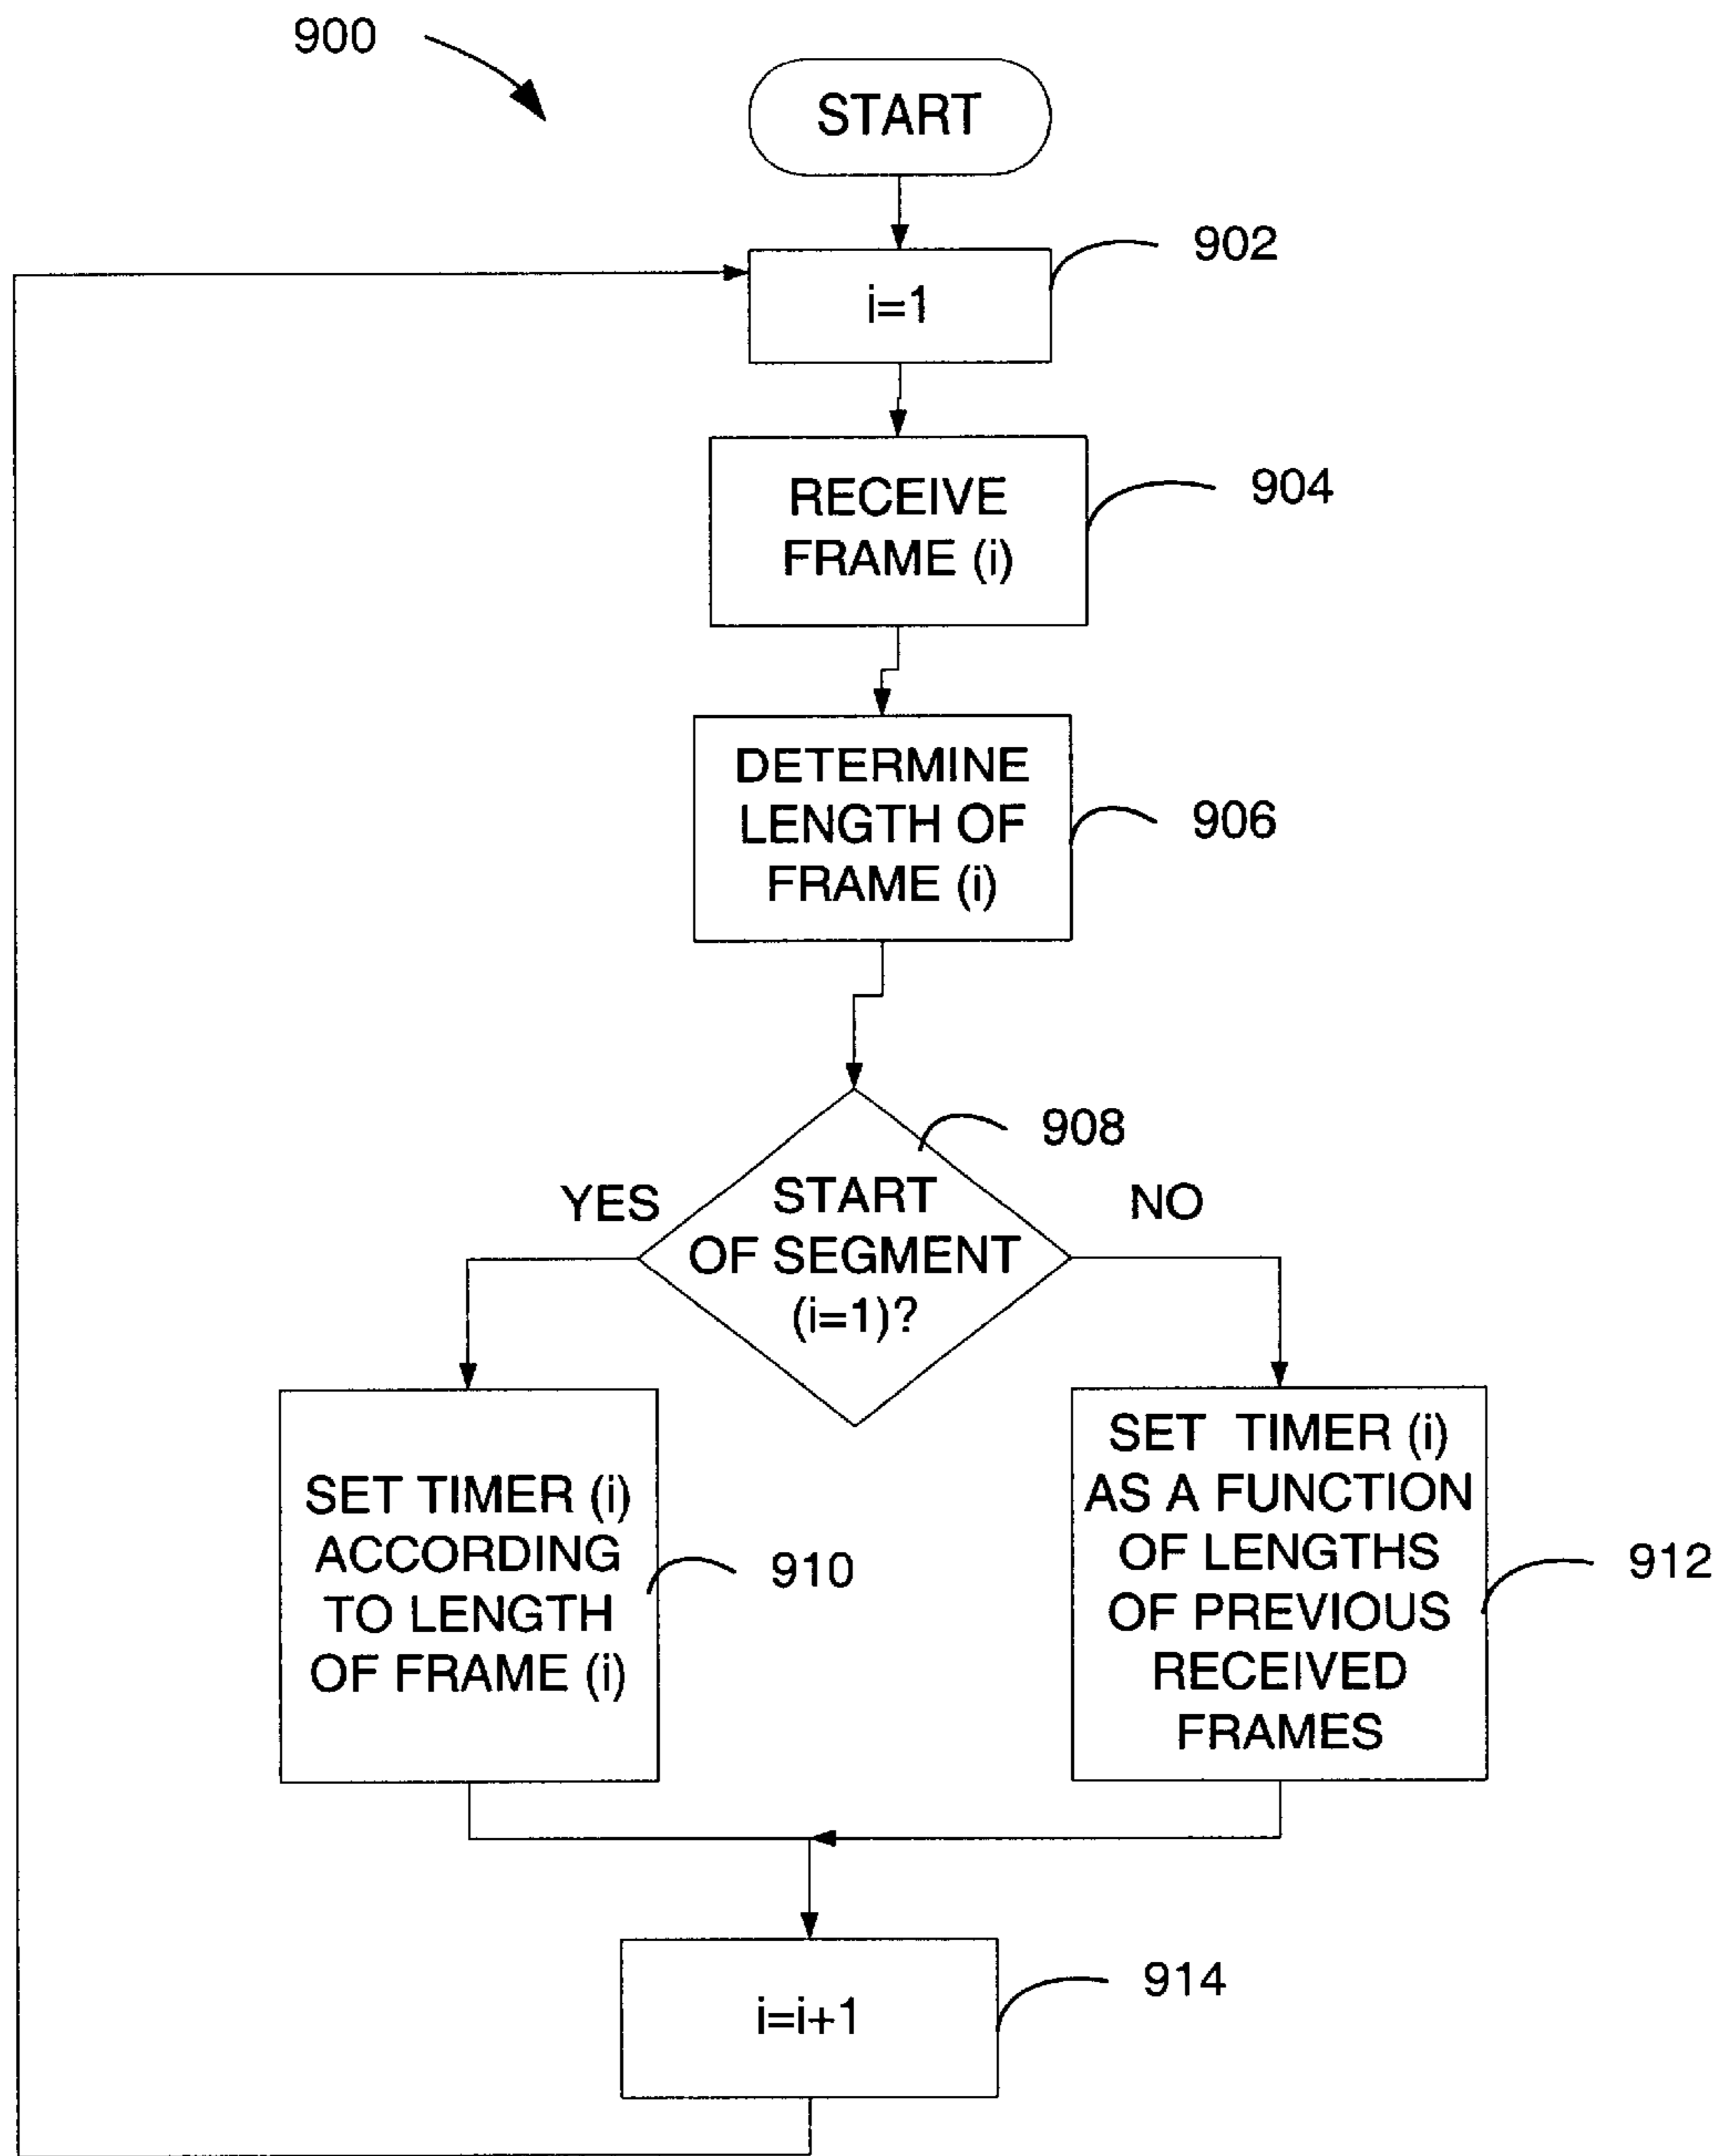 900
START
902
i=1
904
RECEIVE
FRAME (i)
DETERMINE
LENGTH OF
FRAME (i)
906
908
YES
START
OF SEGMENT
(i=1)?
NO
SET TIMER (i)
ACCORDING
TO LENGTH
OF FRAME (i)
910
SET TIMER (i)
AS A FUNCTION
OF LENGTHS
OF PREVIOUS
RECEIVED
FRAMES
912
i=i+1
914